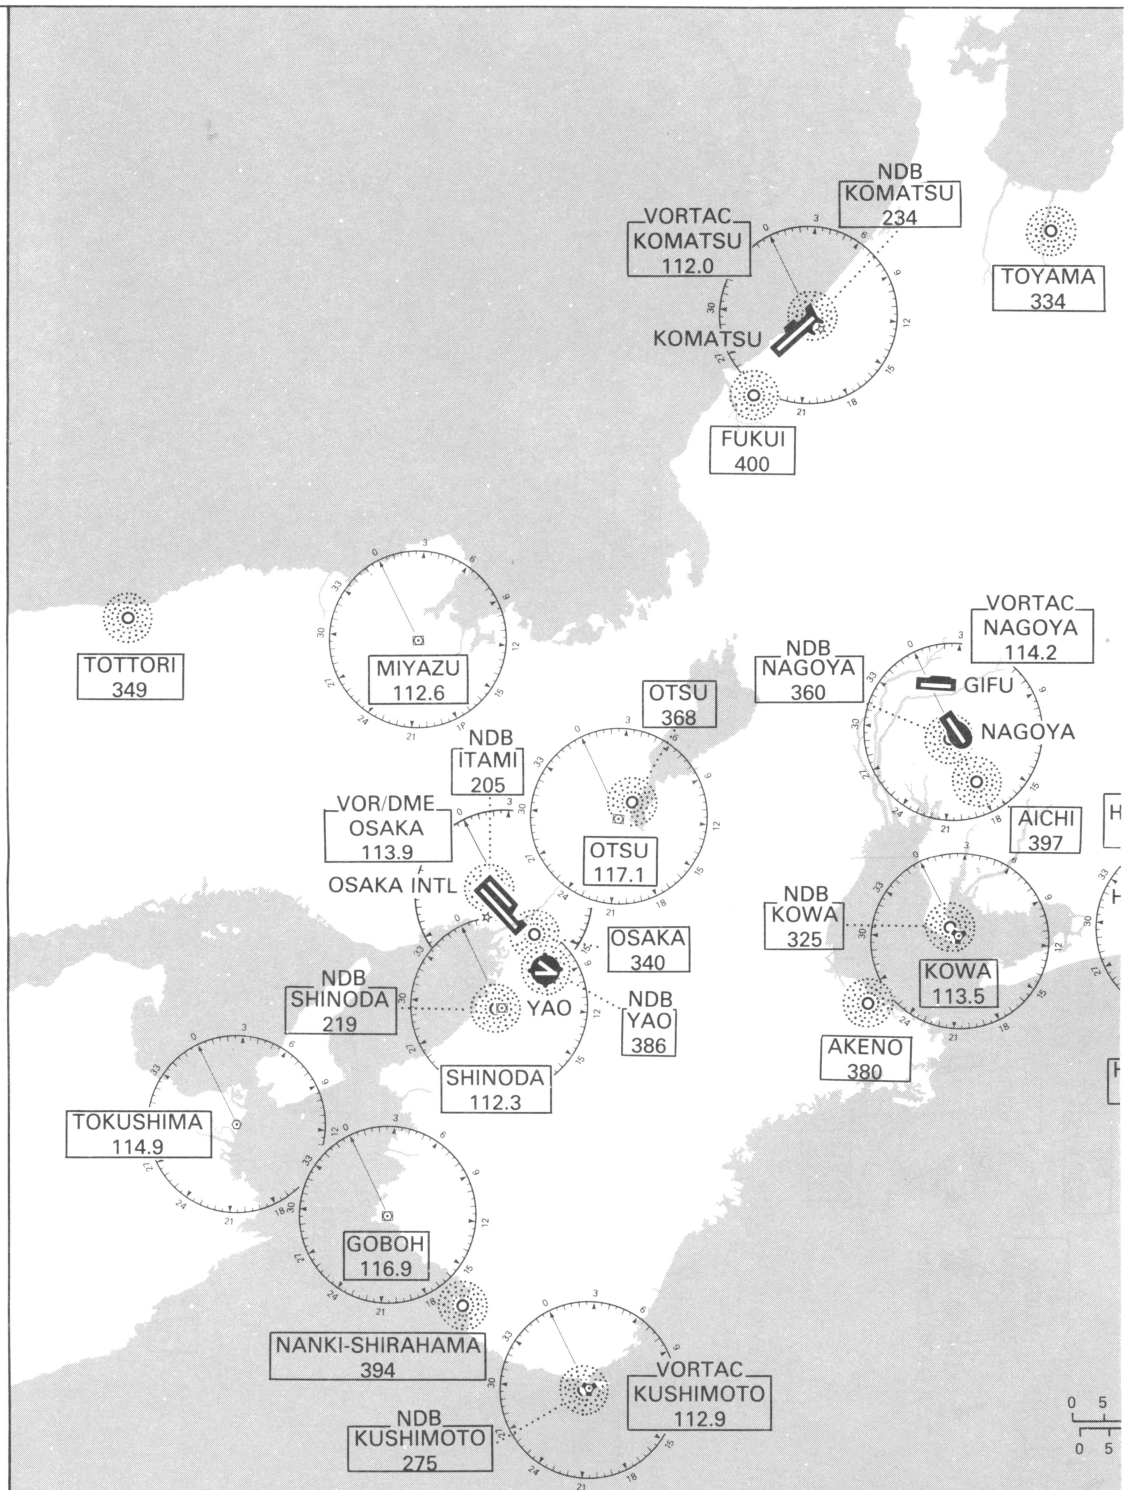 NDB
KOMATSU
234
VORTAC
KOMATSU
112.0
TOYAMA
334
KOMATSU
FUKUI
400
VORTAC
NAGOYA
114.2
NDB
NAGOYA
360
GIFU
NAGOYA
TOTTORI
349
MIYAZU
112.6
OTSU
368
NDB
ITAMI
205
VOR/DME
OSAKA
113.9
OTSU
117.1
AICHI
397
H
OSAKA INTL
NDB
KOWA
325
H
OSAKA
340
KOWA
113.5
NDB
SHINODA
219
YAO
NDB
YAO
386
AKENO
380
SHINODA
112.3
H
TOKUSHIMA
114.9
GOBOH
116.9
NANKI-SHIRAHAMA
394
VORTAC
KUSHIMOTO
112.9
NDB
KUSHIMOTO
275
0 5
0 5